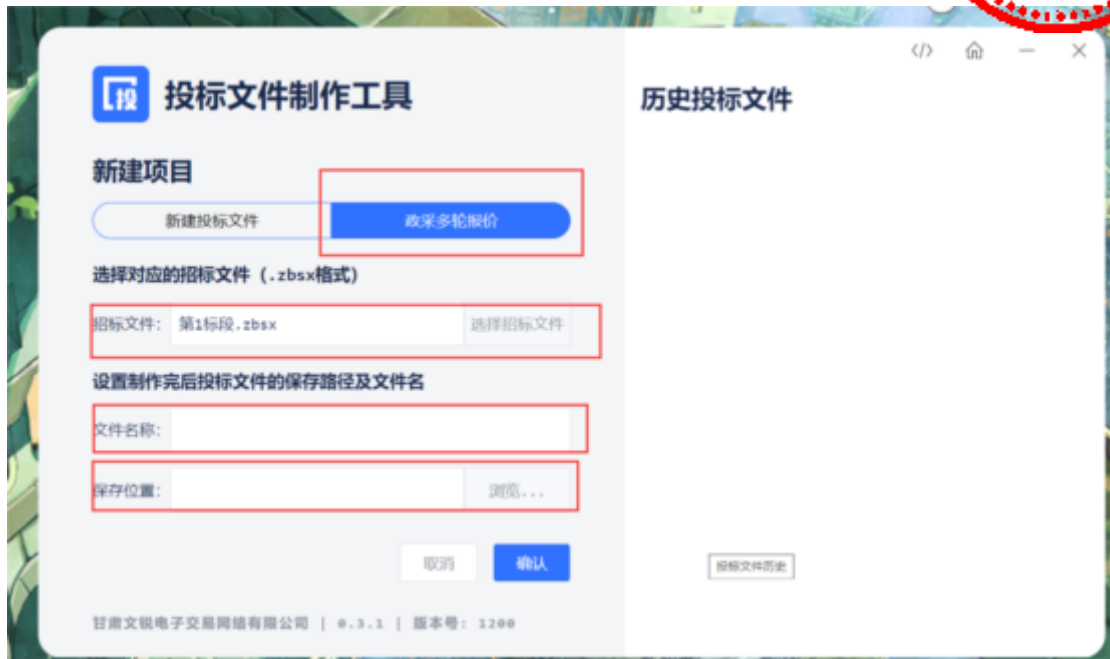 投标文件制作工具
新建项目
新建投标文件 政采多轮报价
选择对应的招标文件（.zbsx格式）
招标文件: 第1标段.zbsx 选择招标文件
设置制作完后投标文件的保存路径及文件名
文件名称:
保存位置: 浏览...
取消 确认
甘肃文锐电子交易网络有限公司 | 0.3.1 | 版本号: 1200
历史投标文件
投标文件历史